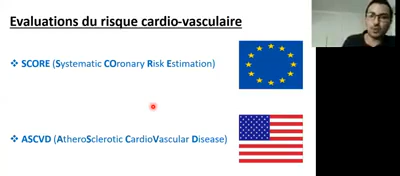 Evaluations du risque cardio-vasculaire
SCORE (Systematic COronary Risk Estimation)
ASCVD (AtheroSclerotic CardioVascular Disease)